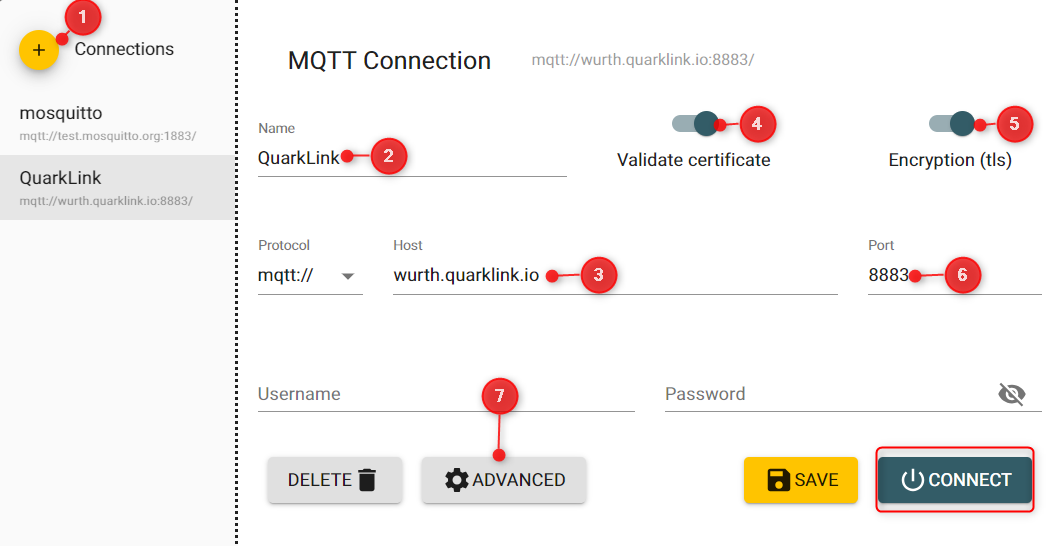 1
+ Connections
mosquitto
mqtt://test.mosquitto.org:1883/
QuarkLink
mqtt://wurth.quarklink.io:8883/
MQTT Connection mqtt://wurth.quarklink.io:8883/
Name
QuarkLink 2
4
Validate certificate
5
Encryption (tls)
Protocol Host Port
mqtt:// wurth.quarklink.io 3 8883 6
Username Password
7
DELETE ADVANCED SAVE CONNECT